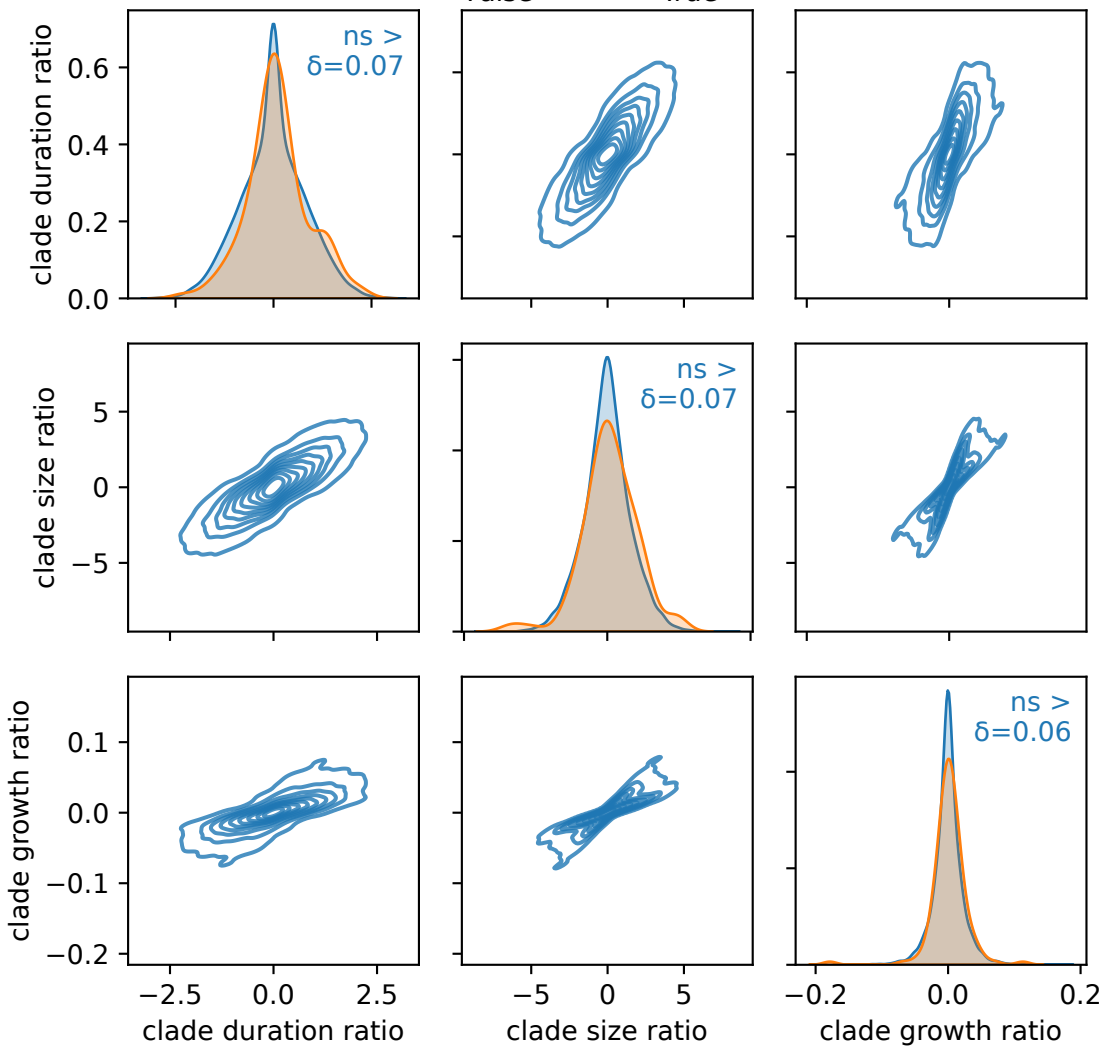 clade duration ratio
0.6
0.4
0.2
0.0
ns >
δ=0.07
clade size ratio
5
0
−5
ns >
δ=0.07
clade growth ratio
0.1
0.0
−0.1
−0.2
ns >
δ=0.06
−2.5 0.0 2.5
−5 0 5
−0.2 0.0 0.2
clade duration ratio
clade size ratio
clade growth ratio